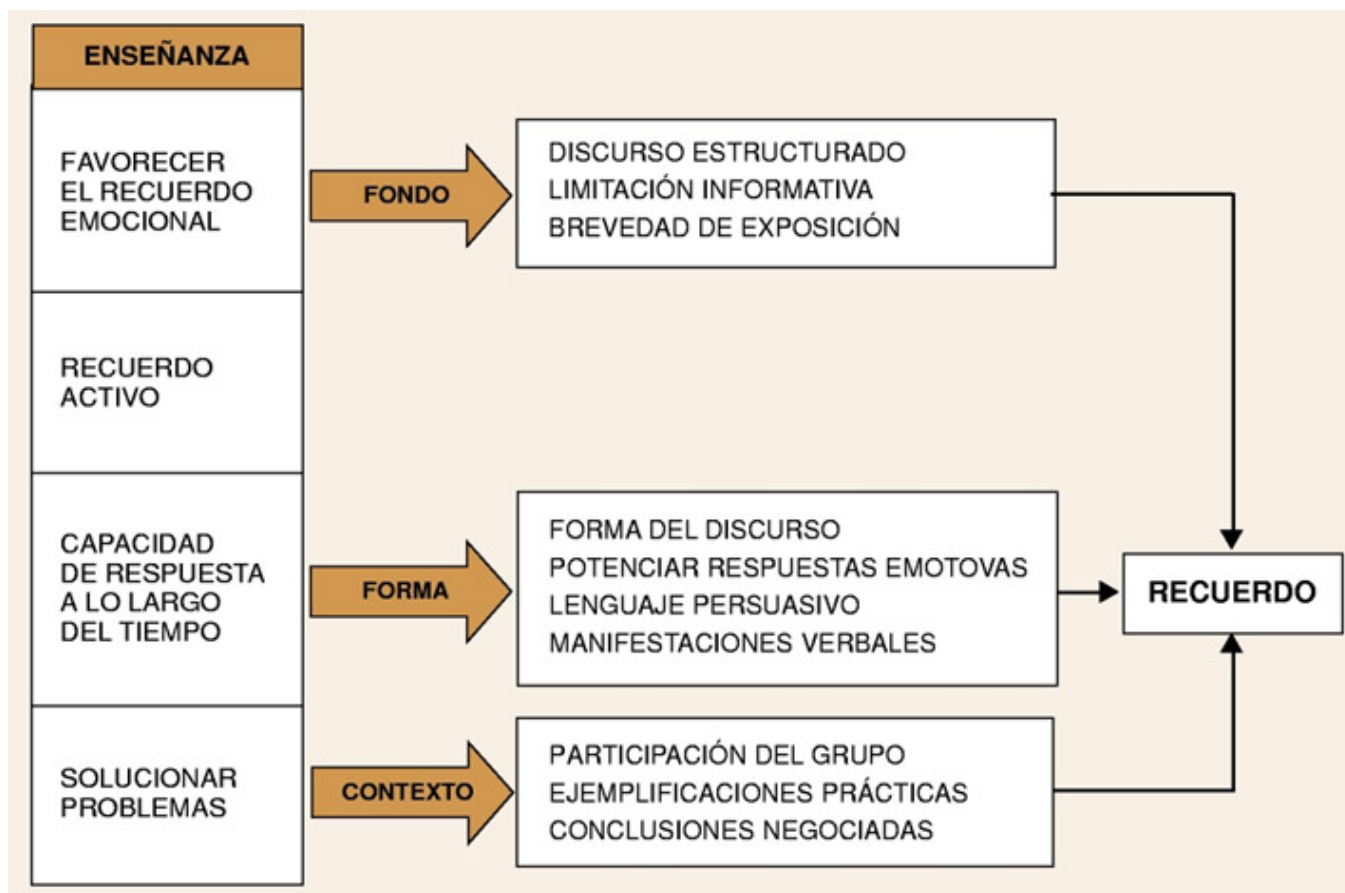 ENSEÑANZA
FAVORECER
EL RECUERDO
EMOCIONAL
FONDO
DISCURSO ESTRUCTURADO
LIMITACIÓN INFORMATIVA
BREVEDAD DE EXPOSICIÓN
RECUERDO
ACTIVO
CAPACIDAD
DE RESPUESTA
A LO LARGO
DEL TIEMPO
FORMA
FORMA DEL DISCURSO
POTENCIAR RESPUESTAS EMOTOVAS
LENGUAJE PERSUASIVO
MANIFESTACIONES VERBALES
RECUERDO
SOLUCIONAR
PROBLEMAS
CONTEXTO
PARTICIPACIÓN DEL GRUPO
EJEMPLIFICACIONES PRÁCTICAS
CONCLUSIONES NEGOCIADAS